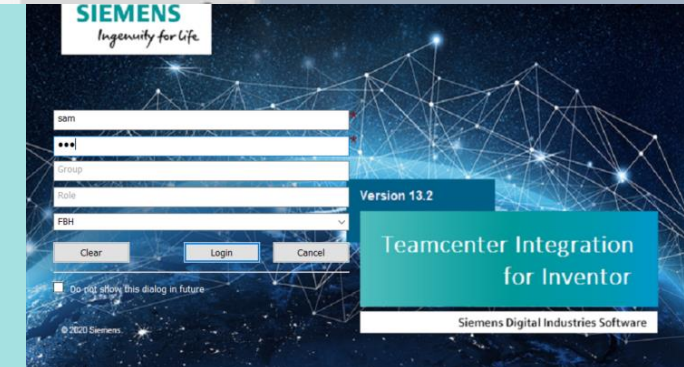 SIEMENS
Ingenuity for life
sam
*
•••
*
Group
Role
Version 13.2
FBH
Teamcenter Integration
for Inventor
Clear
Login
Cancel
Do not show this dialog in future
Siemens Digital Industries Software
© 2020 Siemens.